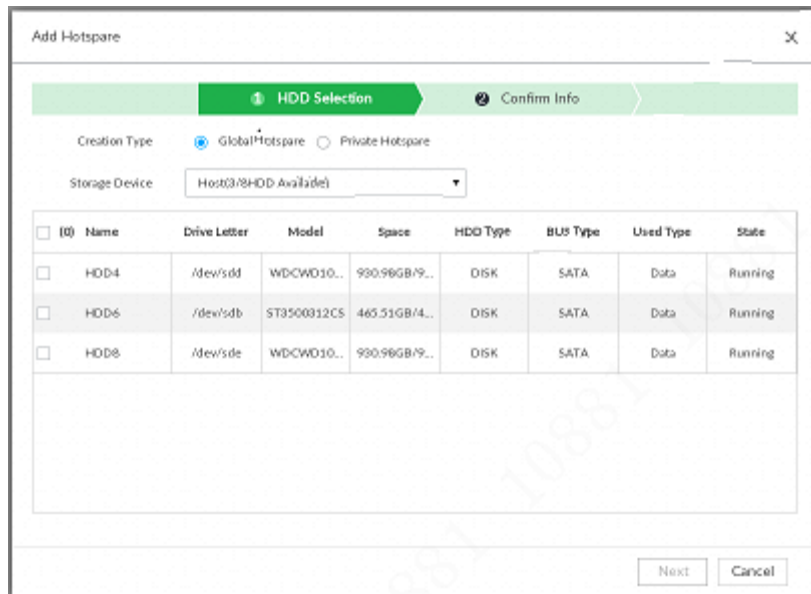 Add Hotspare
1 HDD Selection 2 Confirm Info
Creation Type Global Hotspare Private Hotspare
Storage Device Host(3/8HDD Available)
(0) Name Drive Letter Model Space HDD Type BUS Type Used Type State
HDD4 /dev/sdd WDCWD10... 930.98GB/9... DISK SATA Data Running
HDD6 /dev/sdb ST3500312CS 465.51GB/4... DISK SATA Data Running
HDD8 /dev/sde WDCWD10... 930.98GB/9... DISK SATA Data Running
10881 10881
Next Cancel